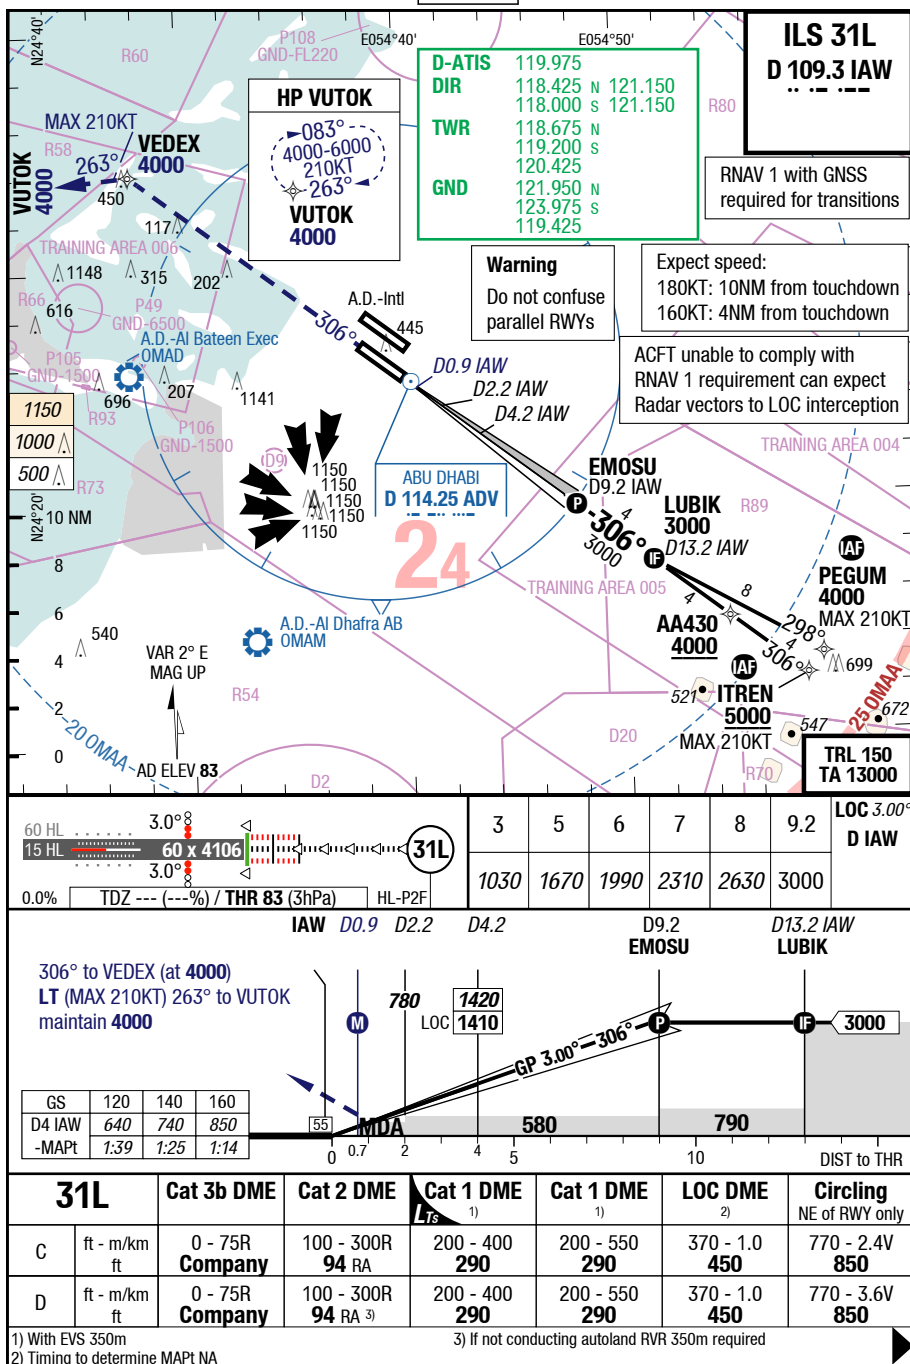 N24°40'
R60
P108
GND-FL220
E054°40'
E054°50'
ILS 31L
D 109.3 IAW
D-ATIS 119.975
DIR 118.425 N 121.150
118.000 S 121.150
TWR 118.675 N
119.200 S
120.425
GND 121.950 N
123.975 S
119.425
R80
HP VUTOK
083°
4000-6000
210KT
263°
VUTOK
4000
MAX 210KT
R58
263°
VEDEX
4000
VUTOK
4000
450
117
RNAV 1 with GNSS
required for transitions
TRAINING AREA 006
1148
315
202
R66
616
P49
GND-6500
Warning
Do not confuse
parallel RWYs
Expect speed:
180KT: 10NM from touchdown
160KT: 4NM from touchdown
A.D.-Intl
306°
445
A.D.-Al Bateen Exec
OMAD
P105
GND-1500
D0.9 IAW
D2.2 IAW
D4.2 IAW
ACFT unable to comply with
RNAV 1 requirement can expect
Radar vectors to LOC interception
696
207
1141
R93
P106
GND-1500
1150
1000
500
R73
TRAINING AREA 004
D9
1150
1150
1150
1150
1150
ABU DHABI
D 114.25 ADV
24
EMOSU
D9.2 IAW
P
4
306°
3000
LUBIK
3000
D13.2 IAW
IF
R89
IAF
PEGUM
4000
MAX 210KT
N24°20'
10 NM
8
6
4
2
0
TRAINING AREA 005
8
4
298°
4
306°
AA430
4000
699
A.D.-Al Dhafra AB
OMAM
540
VAR 2° E
MAG UP
R54
IAF
ITREN
5000
MAX 210KT
521
547
672
25 OMAA
20 OMAA
AD ELEV 83
D2
D20
R70
TRL 150
TA 13000
60 HL
15 HL
3.0°
60 x 4106
3.0°
31L
0.0%
TDZ --- (---%) / THR 83 (3hPa)
HL-P2F
3 5 6 7 8 9.2 LOC 3.00°
D IAW
1030 1670 1990 2310 2630 3000
IAW D0.9 D2.2 D4.2 D9.2 D13.2 IAW
EMOSU LUBIK
306° to VEDEX (at 4000)
LT (MAX 210KT) 263° to VUTOK
maintain 4000
M
780
1420
LOC 1410
GP 3.00°
306°
P
IF
3000
GS 120 140 160
D4 IAW 640 740 850
-MAPt 1:39 1:25 1:14
55
MDA
580
790
0 0.7 2 4 5 10 DIST to THR
31L Cat 3b DME Cat 2 DME LTS Cat 1 DME 1) Cat 1 DME 1) LOC DME 2) Circling
NE of RWY only
C ft - m/km 0 - 75R 100 - 300R 200 - 400 200 - 550 370 - 1.0 770 - 2.4V
ft Company 94 RA 290 290 450 850
D ft - m/km 0 - 75R 100 - 300R 200 - 400 200 - 550 370 - 1.0 770 - 3.6V
ft Company 94 RA 3) 290 290 450 850
1) With EVS 350m
3) If not conducting autoland RVR 350m required
2) Timing to determine MAPt NA